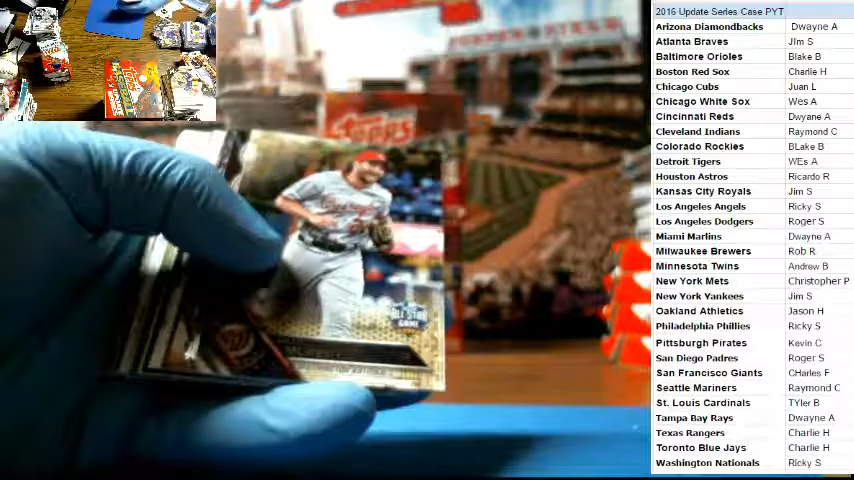 TOPPS
ALL STAR
GAME
2016 Update Series Case PYT
Arizona Diamondbacks Dwayne A
Atlanta Braves JIm S
Baltimore Orioles Blake B
Boston Red Sox Charlie H
Chicago Cubs Juan L
Chicago White Sox Wes A
Cincinnati Reds Dwyane A
Cleveland Indians Raymond C
Colorado Rockies BLake B
Detroit Tigers WEs A
Houston Astros Ricardo R
Kansas City Royals Jim S
Los Angeles Angels Ricky S
Los Angeles Dodgers Roger S
Miami Marlins Dwayne A
Milwaukee Brewers Rob R
Minnesota Twins Andrew B
New York Mets Christopher P
New York Yankees Jim S
Oakland Athletics Jason H
Philadelphia Phillies Ricky S
Pittsburgh Pirates Kevin C
San Diego Padres Roger S
San Francisco Giants CHarles F
Seattle Mariners Raymond C
St. Louis Cardinals TYler B
Tampa Bay Rays Dwayne A
Texas Rangers Charlie H
Toronto Blue Jays Charlie H
Washington Nationals Ricky S